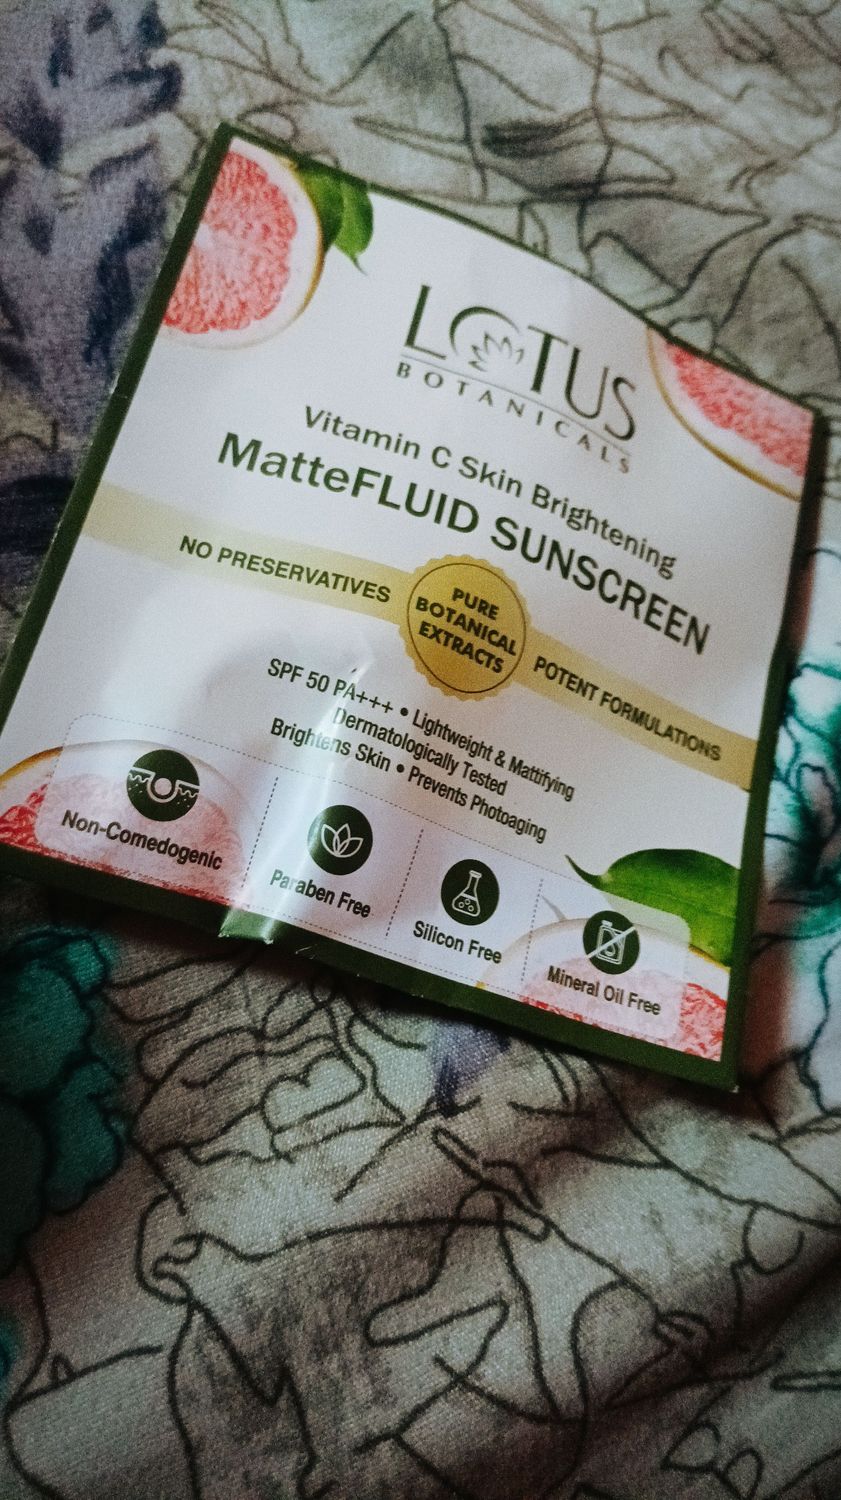 LOTUS
BOTANICALS
Vitamin C Skin Brightening
MatteFLUID SUNSCREEN
NO PRESERVATIVES
PURE
BOTANICAL
EXTRACTS
POTENT FORMULATIONS
SPF 50 PA+++ • Lightweight & Mattifying
Dermatologically Tested
Brightens Skin • Prevents Photoaging
Non-Comedogenic
Paraben Free
Silicon Free
Mineral Oil Free